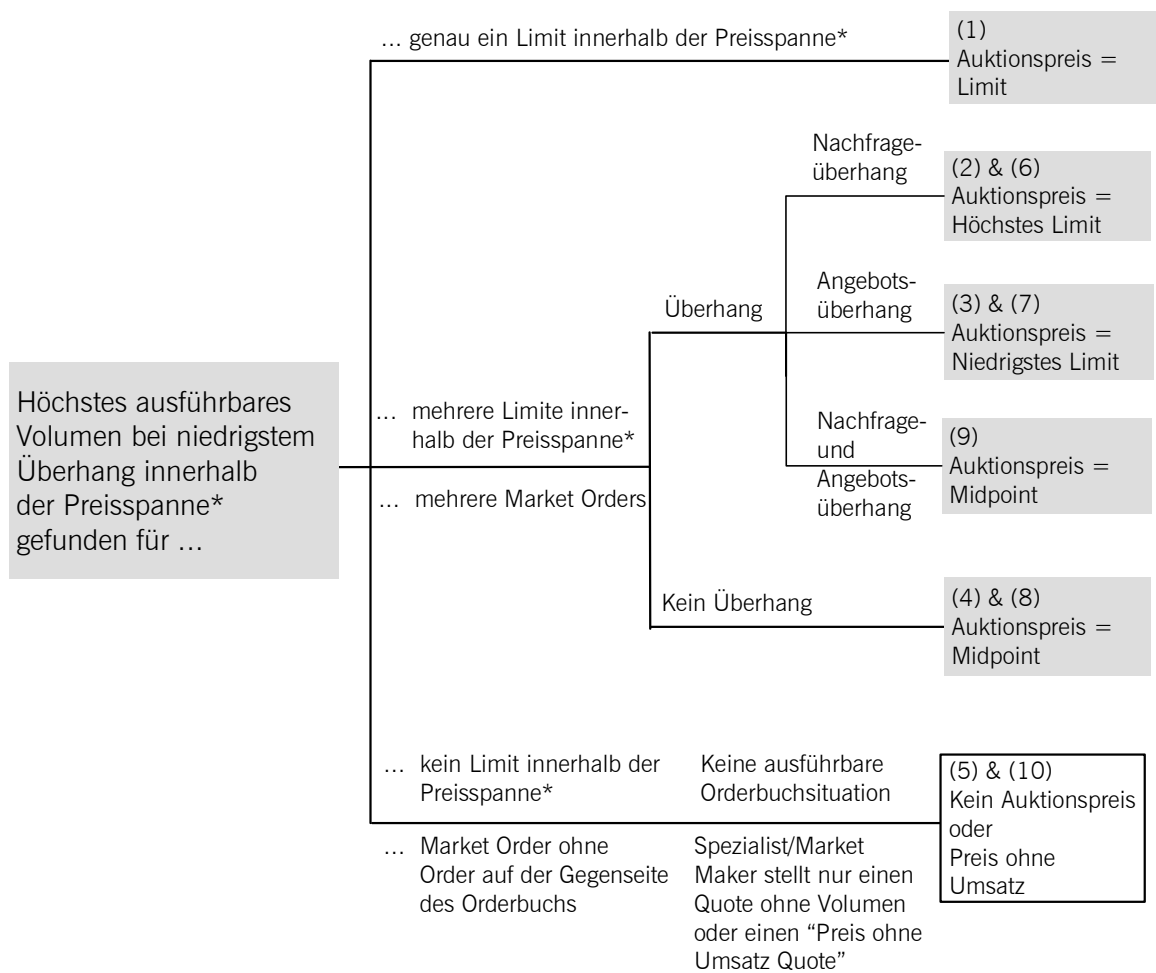 ... genau ein Limit innerhalb der Preisspanne*
(1)
Auktionspreis =
Limit
Nachfrage-
überhang
(2) & (6)
Auktionspreis =
Höchstes Limit
Überhang
Angebots-
überhang
(3) & (7)
Auktionspreis =
Niedrigstes Limit
Höchstes ausführbares
Volumen bei niedrigstem
Überhang innerhalb
der Preisspanne*
gefunden für ...
... mehrere Limite inner-
halb der Preisspanne*
... mehrere Market Orders
Nachfrage-
und
Angebots-
überhang
(9)
Auktionspreis =
Midpoint
Kein Überhang
(4) & (8)
Auktionspreis =
Midpoint
... kein Limit innerhalb der
Preisspanne*
Keine ausführbare
Orderbuchsituation
(5) & (10)
Kein Auktionspreis
oder
Preis ohne
Umsatz
... Market Order ohne
Order auf der Gegenseite
des Orderbuchs
Spezialist/Market
Maker stellt nur einen
Quote ohne Volumen
oder einen “Preis ohne
Umsatz Quote”